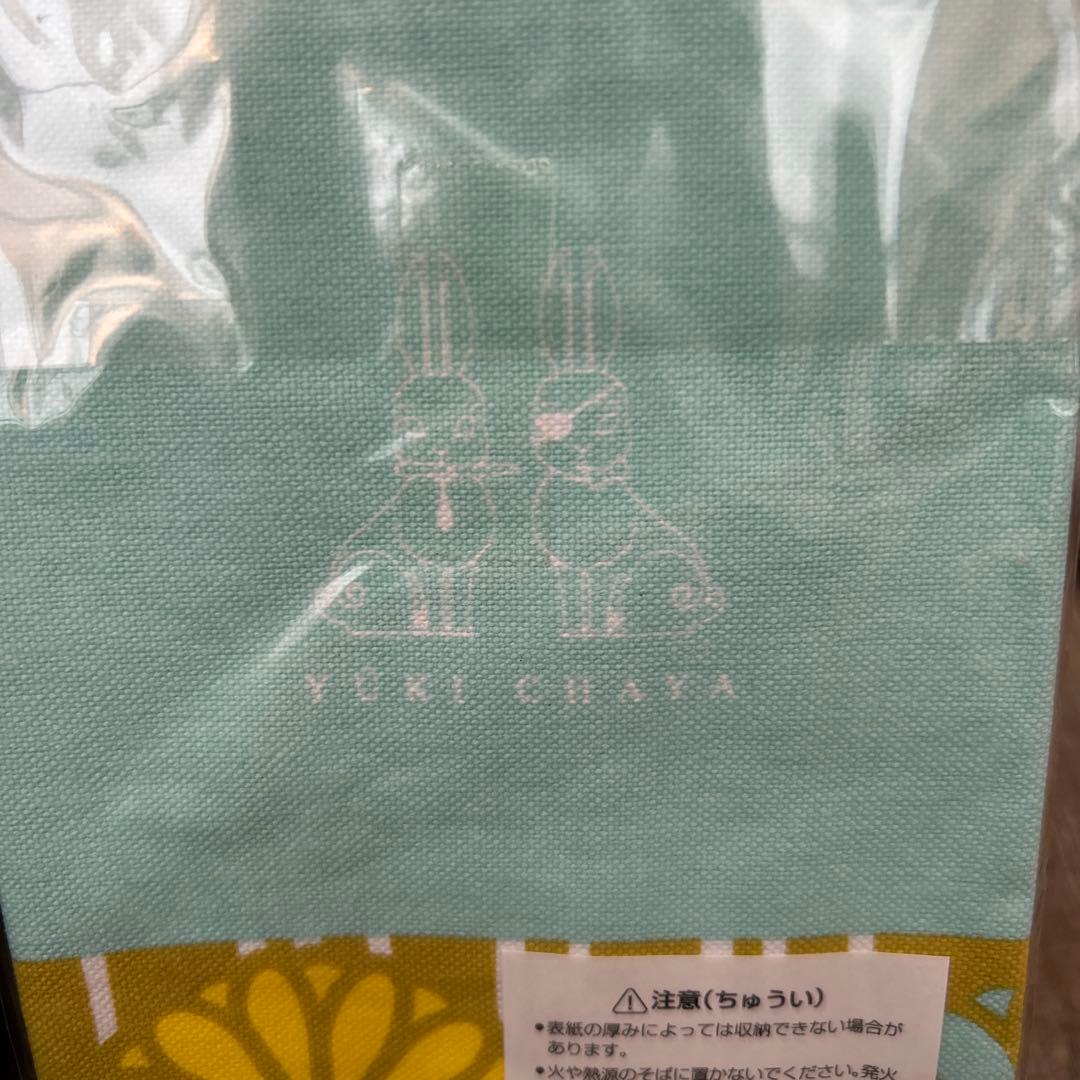 YUKI CHAYA
⚠注意(ちゅうい)
•表紙の厚みによっては収納できない場合が
あります。
•火や熱源のそばに置かないでください。発火